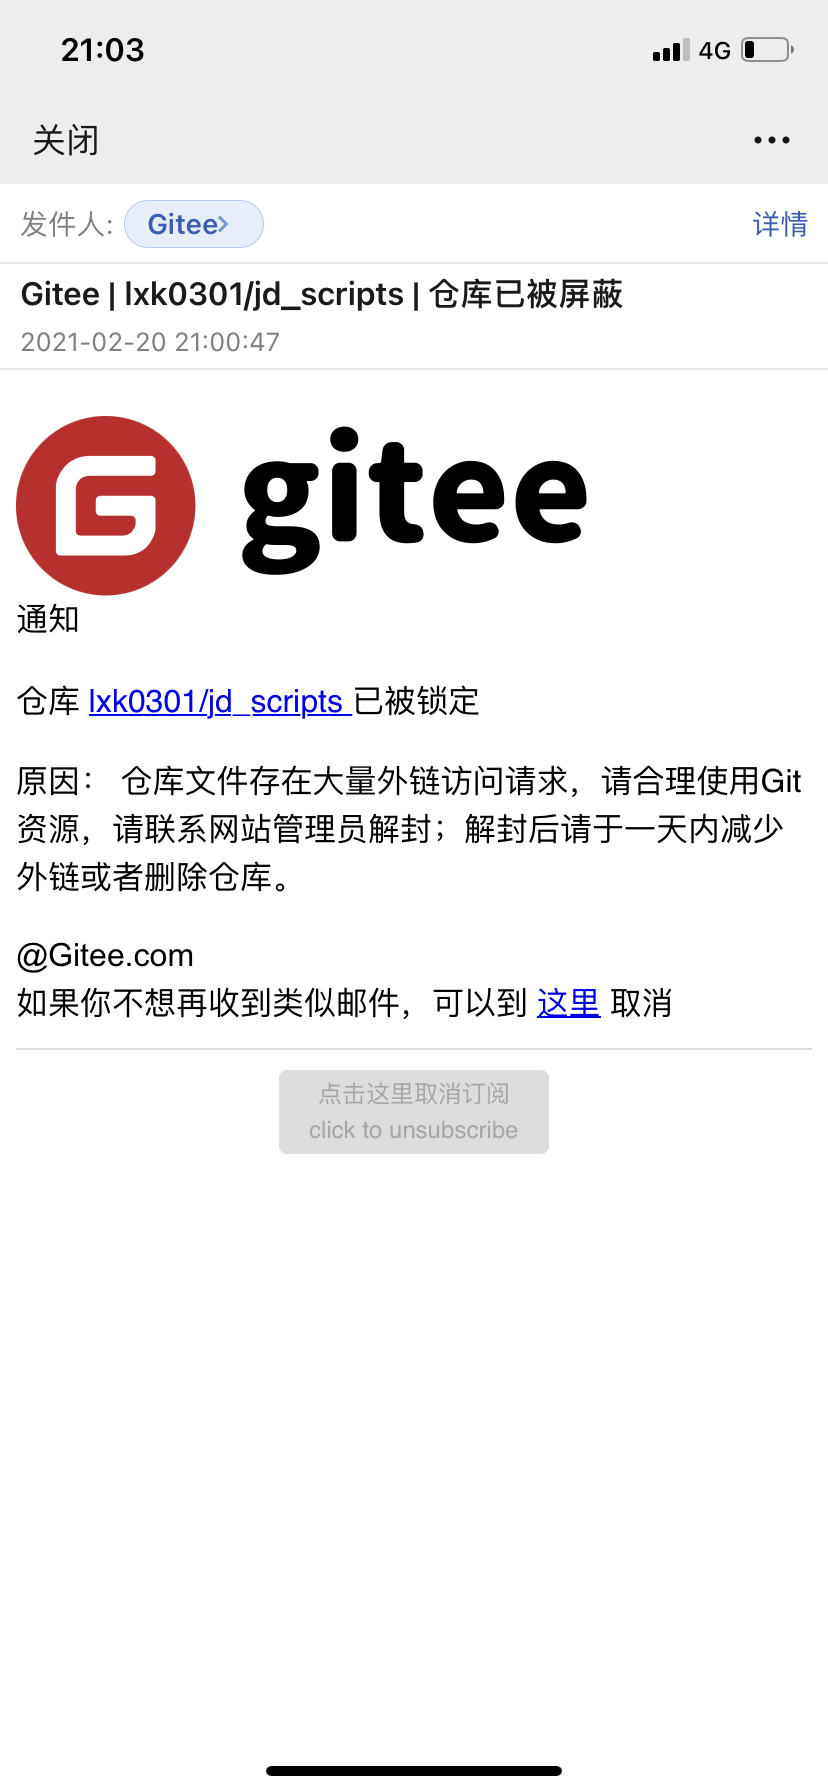 21:03
4G
关闭
发件人: Gitee
详情
Gitee | lxk0301/jd_scripts | 仓库已被屏蔽
2021-02-20 21:00:47
gitee
通知
仓库 lxk0301/jd_scripts 已被锁定
原因： 仓库文件存在大量外链访问请求，请合理使用Git
资源，请联系网站管理员解封；解封后请于一天内减少
外链或者删除仓库。
@Gitee.com
如果你不想再收到类似邮件，可以到 这里 取消
点击这里取消订阅
click to unsubscribe